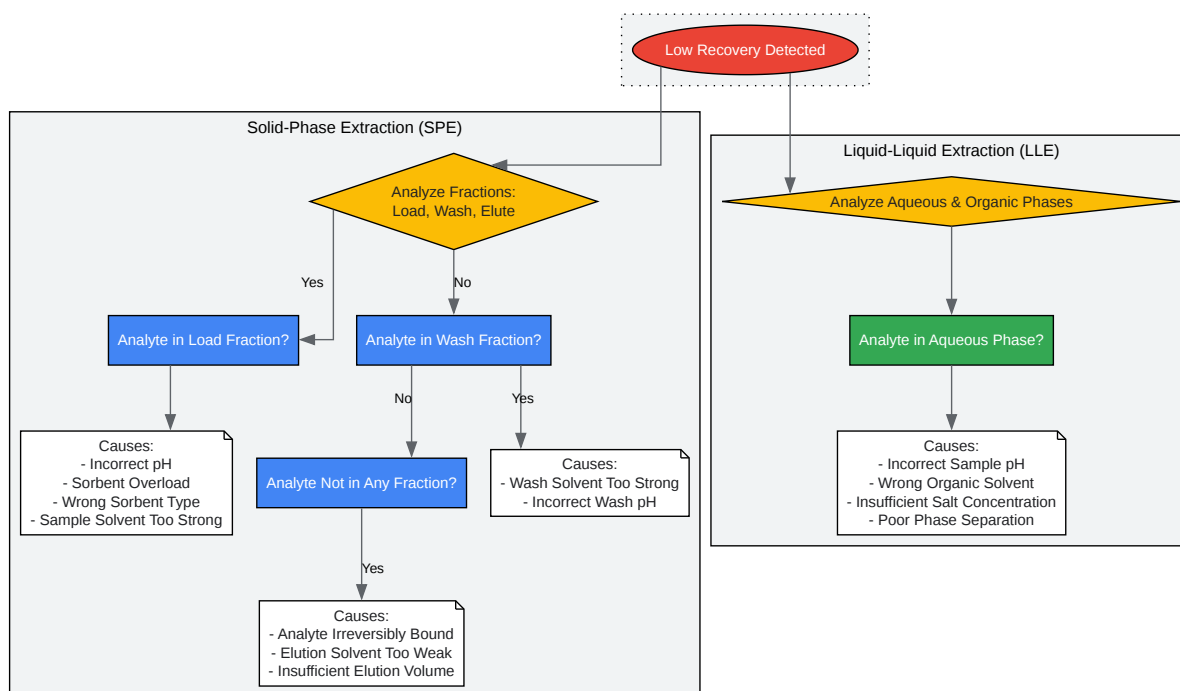 Low Recovery Detected
Solid-Phase Extraction (SPE)
Analyze Fractions:
Load, Wash, Elute
Yes
No
Analyte in Load Fraction?
Analyte in Wash Fraction?
No
Yes
Causes:
- Incorrect pH
- Sorbent Overload
- Wrong Sorbent Type
- Sample Solvent Too Strong
Analyte Not in Any Fraction?
Causes:
- Wash Solvent Too Strong
- Incorrect Wash pH
Yes
Causes:
- Analyte Irreversibly Bound
- Elution Solvent Too Weak
- Insufficient Elution Volume
Liquid-Liquid Extraction (LLE)
Analyze Aqueous & Organic Phases
Analyte in Aqueous Phase?
Causes:
- Incorrect Sample pH
- Wrong Organic Solvent
- Insufficient Salt Concentration
- Poor Phase Separation